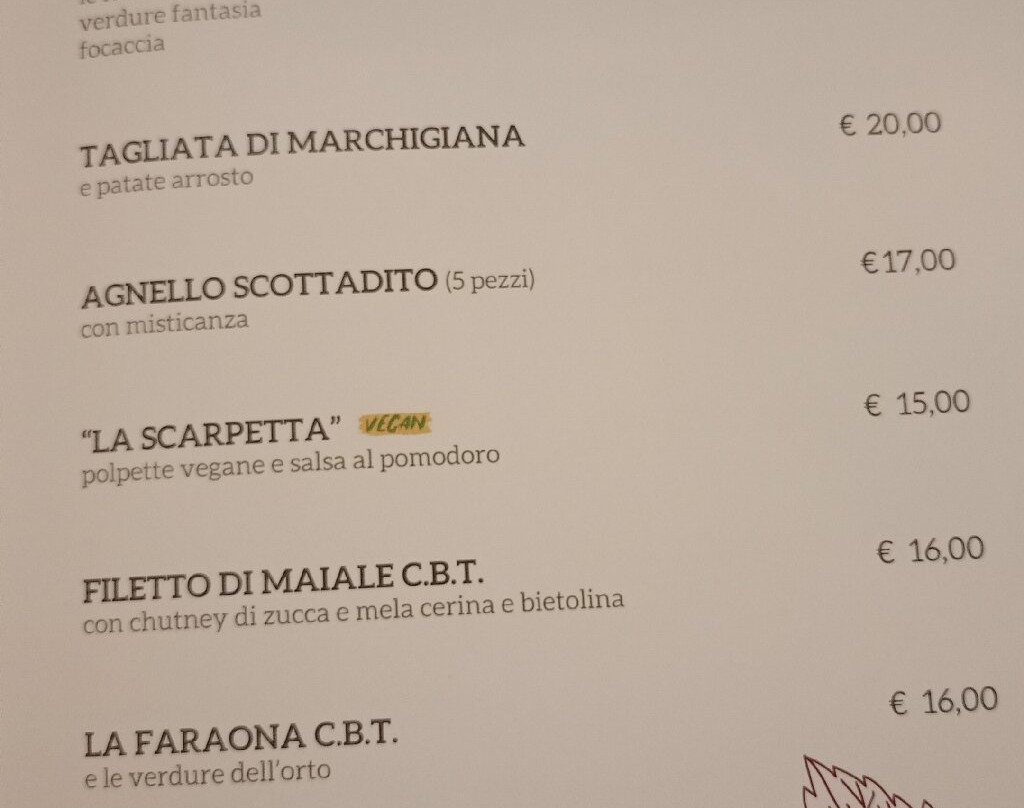 verdure fantasia
focaccia
TAGLIATA DI MARCHIGIANA € 20,00
e patate arrosto
AGNELLO SCOTTADITO (5 pezzi) €17,00
con misticanza
“LA SCARPETTA” VEGAN € 15,00
polpette vegane e salsa al pomodoro
FILETTO DI MAIALE C.B.T. € 16,00
con chutney di zucca e mela cerina e bietolina
LA FARAONA C.B.T. € 16,00
e le verdure dell'orto